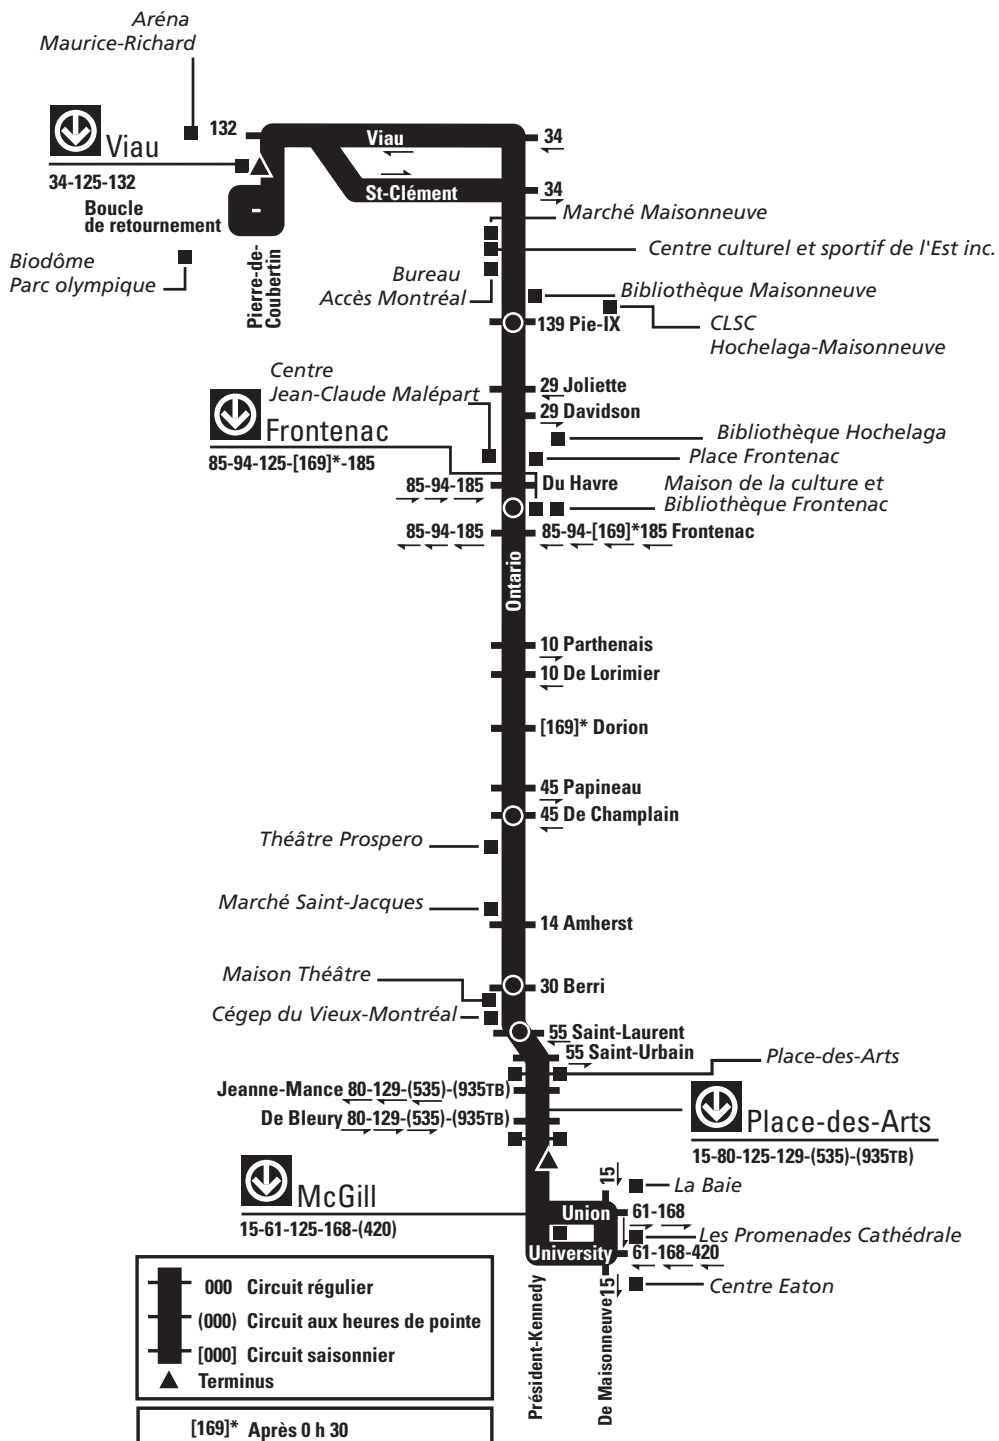 Aréna
Maurice-Richard
132
Viau
34
Viau
34-125-132
St-Clément
34
Boucle
de retournement
Marché Maisonneuve
Centre culturel et sportif de l'Est inc.
Biodôme
Parc olympique
Pierre-de-
Coubertin
Bureau
Accès Montréal
Bibliothèque Maisonneuve
139 Pie-IX
CLSC
Hochelaga-Maisonneuve
Centre
Jean-Claude Malépart
29 Joliette
29 Davidson
Frontenac
85-94-125-[169]*-185
Bibliothèque Hochelaga
Place Frontenac
85-94-185
Du Havre
Maison de la culture et
Bibliothèque Frontenac
85-94-185
85-94-[169]*185 Frontenac
Ontario
10 Parthenais
10 De Lorimier
[169]* Dorion
45 Papineau
45 De Champlain
Théâtre Prospero
Marché Saint-Jacques
14 Amherst
Maison Théâtre
30 Berri
Cégep du Vieux-Montréal
55 Saint-Laurent
55 Saint-Urbain
Place-des-Arts
Jeanne-Mance 80-129-(535)-(935TB)
De Bleury 80-129-(535)-(935TB)
Place-des-Arts
15-80-125-129-(535)-(935TB)
McGill
15-61-125-168-(420)
15
La Baie
Union
61-168
Les Promenades Cathédrale
University
61-168-420
15
Centre Eaton
Président-Kennedy
De Maisonneuve
000 Circuit régulier
(000) Circuit aux heures de pointe
[000] Circuit saisonnier
Terminus
[169]* Après 0 h 30